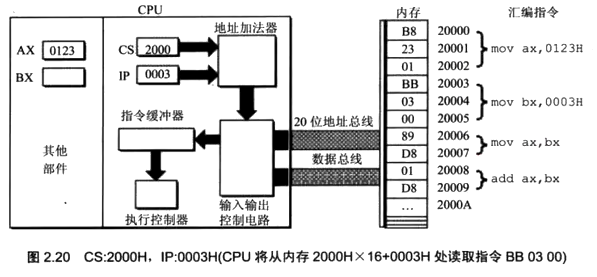 CPU
内存
汇编指令
地址加法器
AX 0123
BX
CS: 2000
IP: 0003
指令缓冲器
20 位地址总线
数据总线
其他
部件
执行控制器
输入输出
控制电路
B8 20000
23 20001 mov ax,0123H
01 20002
BB 20003
03 20004 mov bx,0003H
00 20005
89 20006 mov ax,bx
D8 20007
01 20008 add ax,bx
D8 20009
… 2000A
图 2.20 CS:2000H，IP:0003H(CPU 将从内存 2000H×16+0003H 处读取指令 BB 03 00)